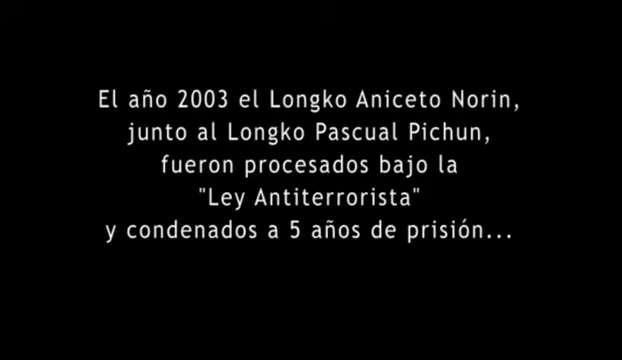 El año 2003 el Longko Aniceto Norin,
junto al Longko Pascual Pichun,
fueron procesados bajo la
"Ley Antiterrorista"
y condenados a 5 años de prisión...